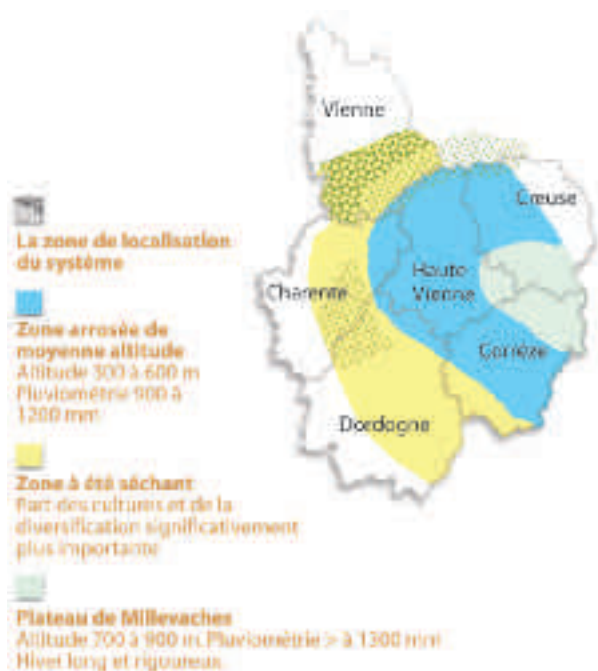 Vienne
Creuse
Haute
Vienne
Charente
Corrèze
Dordogne
La zone de localisation
du système
Zone arrosée de
moyenne altitude
Altitude 300 à 600 m
Pluviométrie 900 à
1200 mm
Zone à été séchant
Part des cultures et de la
diversification significativement
plus importante
Plateau de Millevaches
Altitude 700 à 900 m. Pluviométrie > à 1300 mm
Hiver long et rigoureux